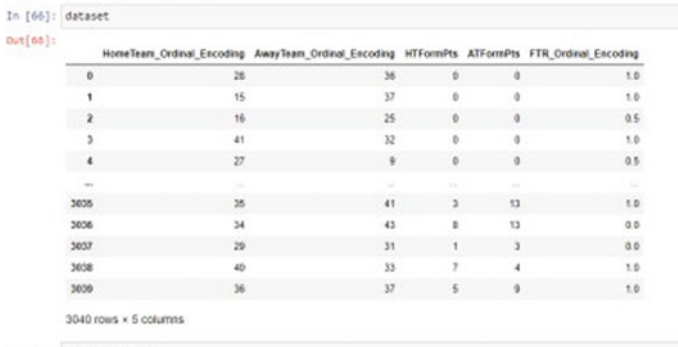 In [66]: dataset
Out[66]:
HomeTeam_Ordinal_Encoding AwayTeam_Ordinal_Encoding HTFormPts ATFormPts FTR_Ordinal_Encoding
0 28 36 0 0 1.0
1 15 37 0 0 1.0
2 16 25 0 0 0.5
3 41 32 0 0 1.0
4 27 9 0 0 0.5
... ... ... ... ... ...
3035 35 41 3 13 1.0
3036 34 43 8 13 0.0
3037 29 31 1 3 0.0
3038 40 33 7 4 1.0
3039 36 37 5 9 1.0
3040 rows × 5 columns